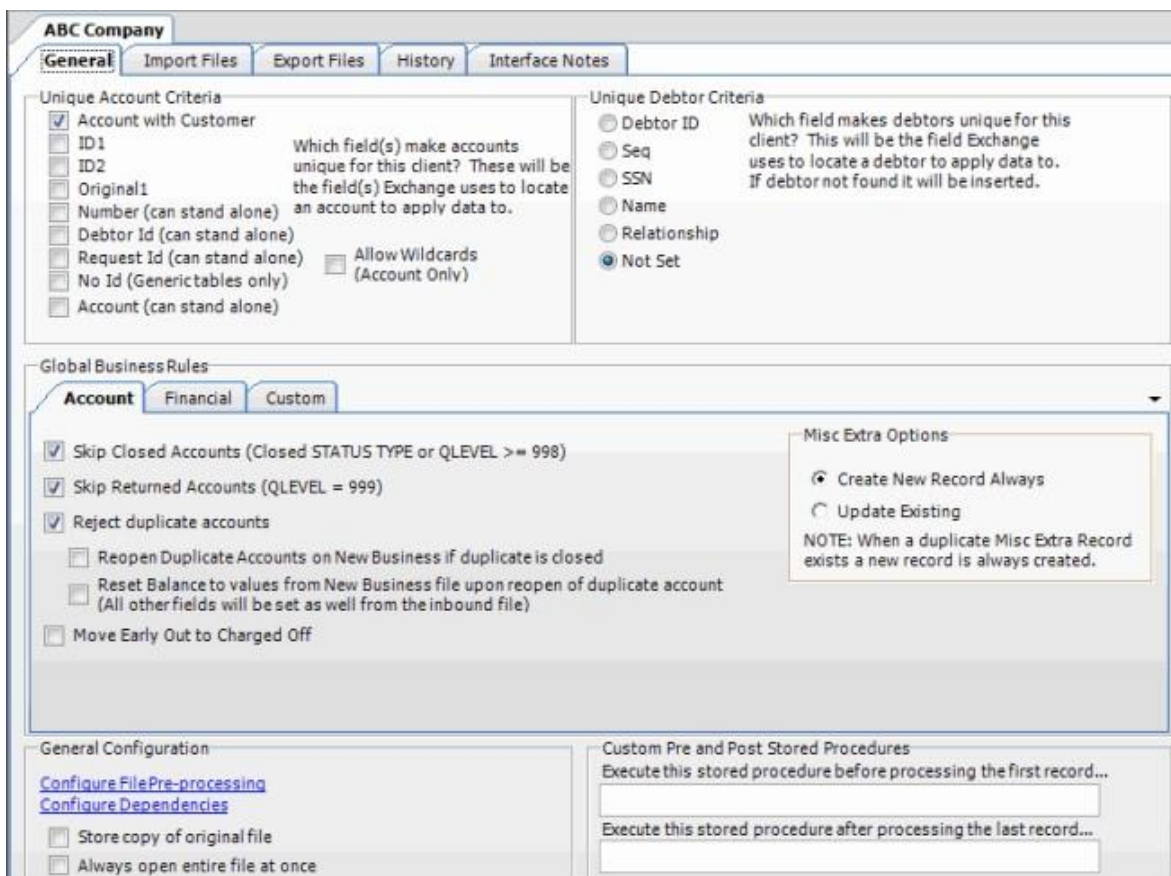 ABC Company
General Import Files Export Files History Interface Notes
Unique Account Criteria
Account with Customer
ID1
ID2
Original1
Number (can stand alone)
Debtor Id (can stand alone)
Request Id (can stand alone)
No Id (Generic tables only)
Account (can stand alone)
Which field(s) make accounts
unique for this client? These will be
the field(s) Exchange uses to locate
an account to apply data to.
Allow Wildcards
(Account Only)
Unique Debtor Criteria
Debtor ID
Seq
SSN
Name
Relationship
Not Set
Which field makes debtors unique for this
client? This will be the field Exchange
uses to locate a debtor to apply data to.
If debtor not found it will be inserted.
Global Business Rules
Account Financial Custom
Skip Closed Accounts (Closed STATUS TYPE or QLEVEL >= 998)
Skip Returned Accounts (QLEVEL = 999)
Reject duplicate accounts
Reopen Duplicate Accounts on New Business if duplicate is closed
Reset Balance to values from New Business file upon reopen of duplicate account
(All other fields will be set as well from the inbound file)
Move Early Out to Charged Off
Misc Extra Options
Create New Record Always
Update Existing
NOTE: When a duplicate Misc Extra Record
exists a new record is always created.
General Configuration
Configure File Pre-processing
Configure Dependencies
Store copy of original file
Always open entire file at once
Custom Pre and Post Stored Procedures
Execute this stored procedure before processing the first record...
Execute this stored procedure after processing the last record...